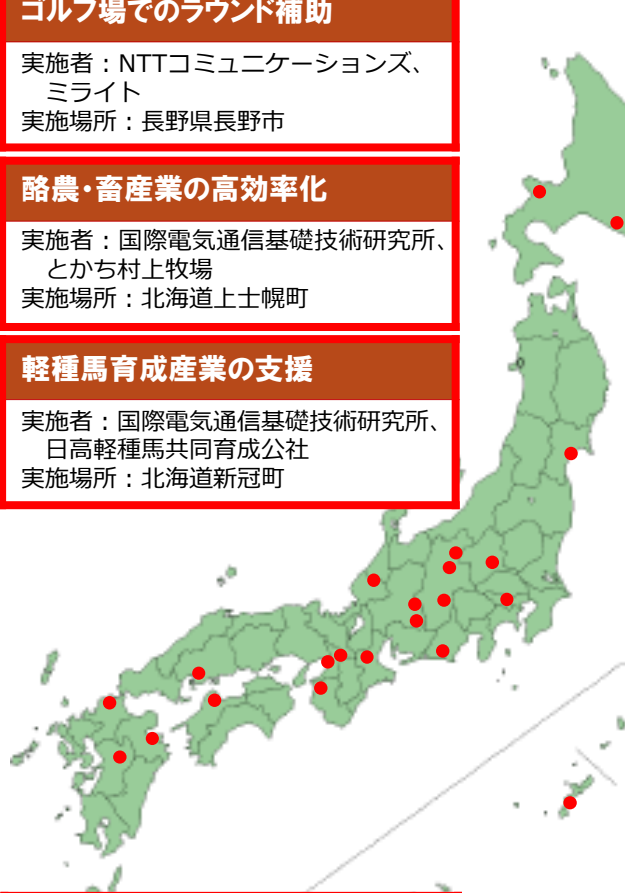 ゴルフ場でのラウンド補助
実施者：NTTコミュニケーションズ、
ミライト
実施場所：長野県長野市
酪農・畜産業の高効率化
実施者：国際電気通信基礎技術研究所、
とかち村上牧場
実施場所：北海道上士幌町
軽種馬育成産業の支援
実施者：国際電気通信基礎技術研究所、
日高軽種馬共同育成公社
実施場所：北海道新冠町